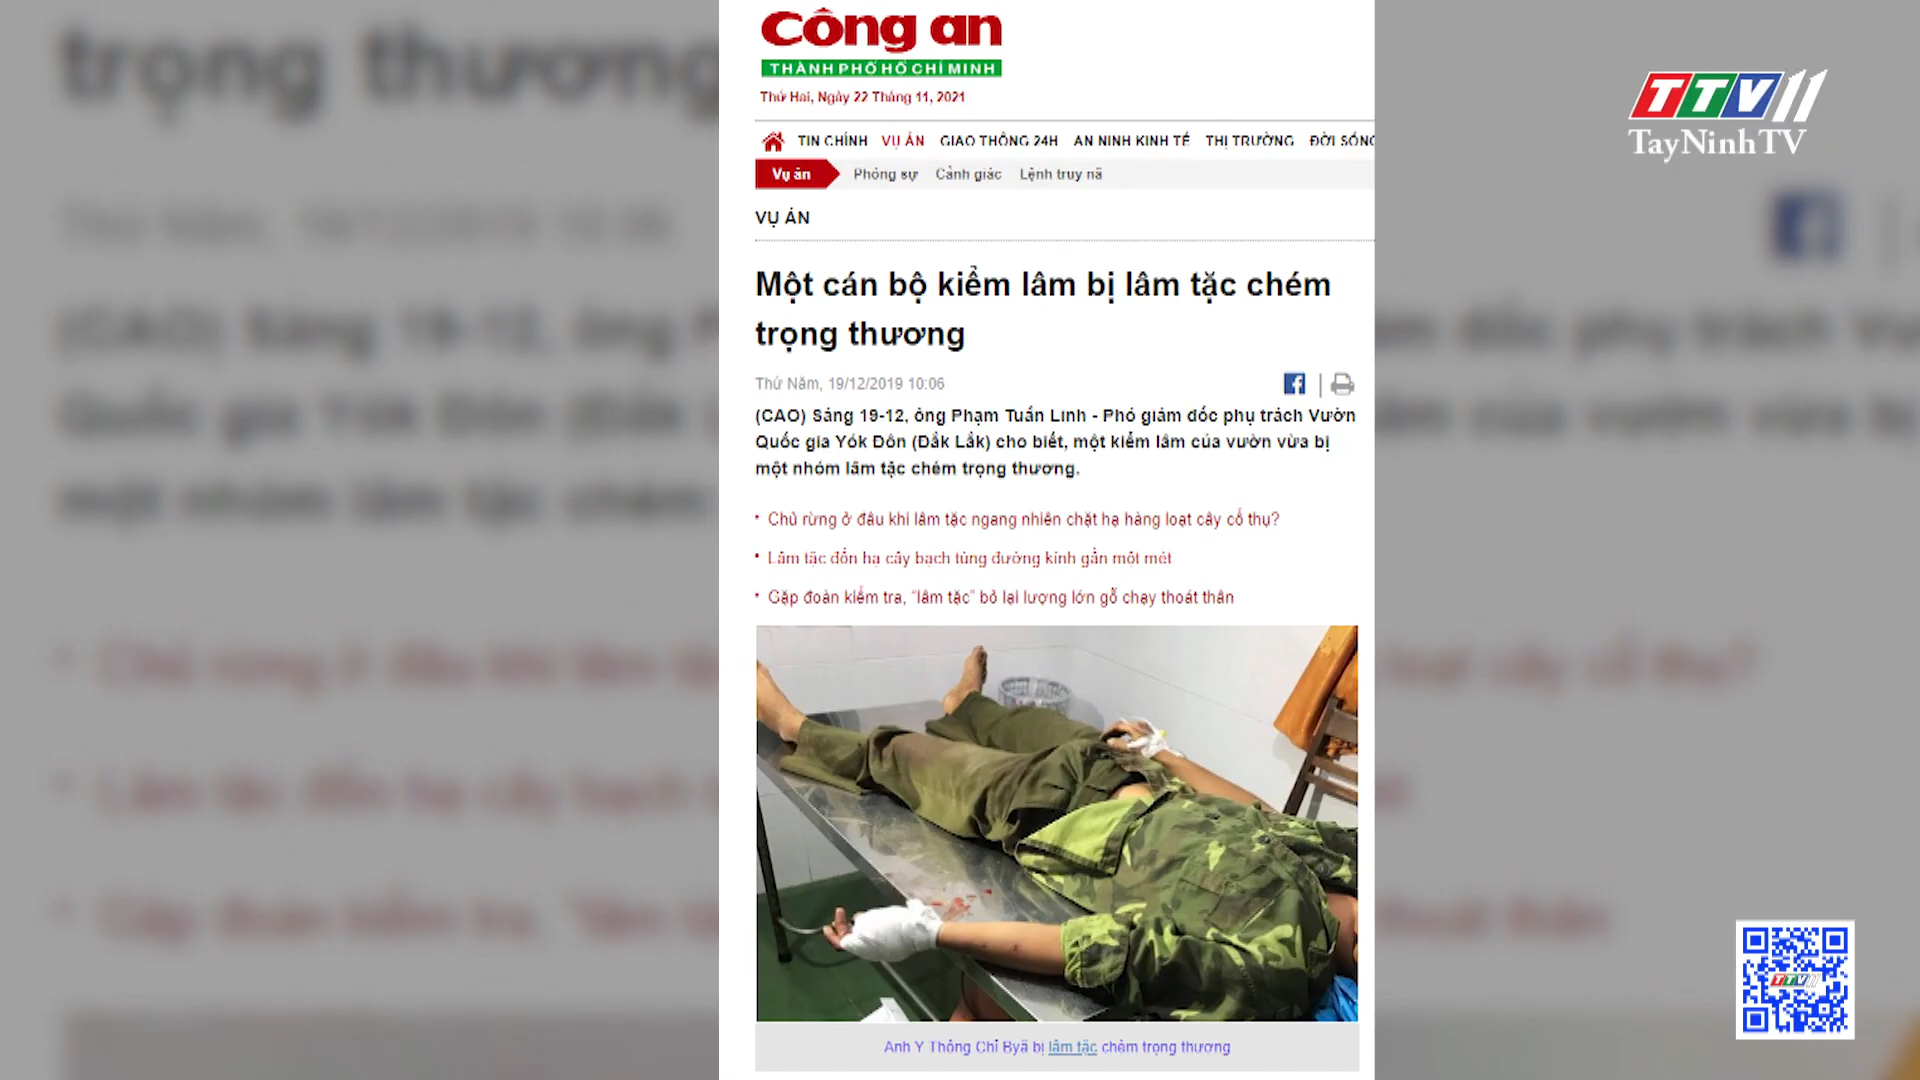 Công an
THÀNH PHỐ HỒ CHÍ MINH
Thứ Hai, Ngày 22 Tháng 11, 2021
TIN CHÍNH VỤ ÁN GIAO THÔNG 24H AN NINH KINH TẾ THỊ TRƯỜNG ĐỜI SỐNG
Vụ án Phóng sự Cảnh giác Lệnh truy nã
VỤ ÁN
Một cán bộ kiểm lâm bị lâm tặc chém
trọng thương
Thứ Năm, 19/12/2019 10:06
(CAO) Sáng 19-12, ông Phạm Tuấn Linh - Phó giám đốc phụ trách Vườn
Quốc gia Yók Đôn (Đắk Lắk) cho biết, một kiểm lâm của vườn vừa bị
một nhóm lâm tặc chém trọng thương.
Chủ rừng ở đâu khi lâm tặc ngang nhiên chặt hạ hàng loạt cây cổ thụ?
Lâm tặc đốn hạ cây bạch tùng đường kính gần một mét
Gặp đoàn kiểm tra, "lâm tặc" bỏ lại lượng lớn gỗ chạy thoát thân
Anh Y Thông Chỉ Byă bị lâm tặc chém trọng thương
TTV11
TayNinhTV
TTV11